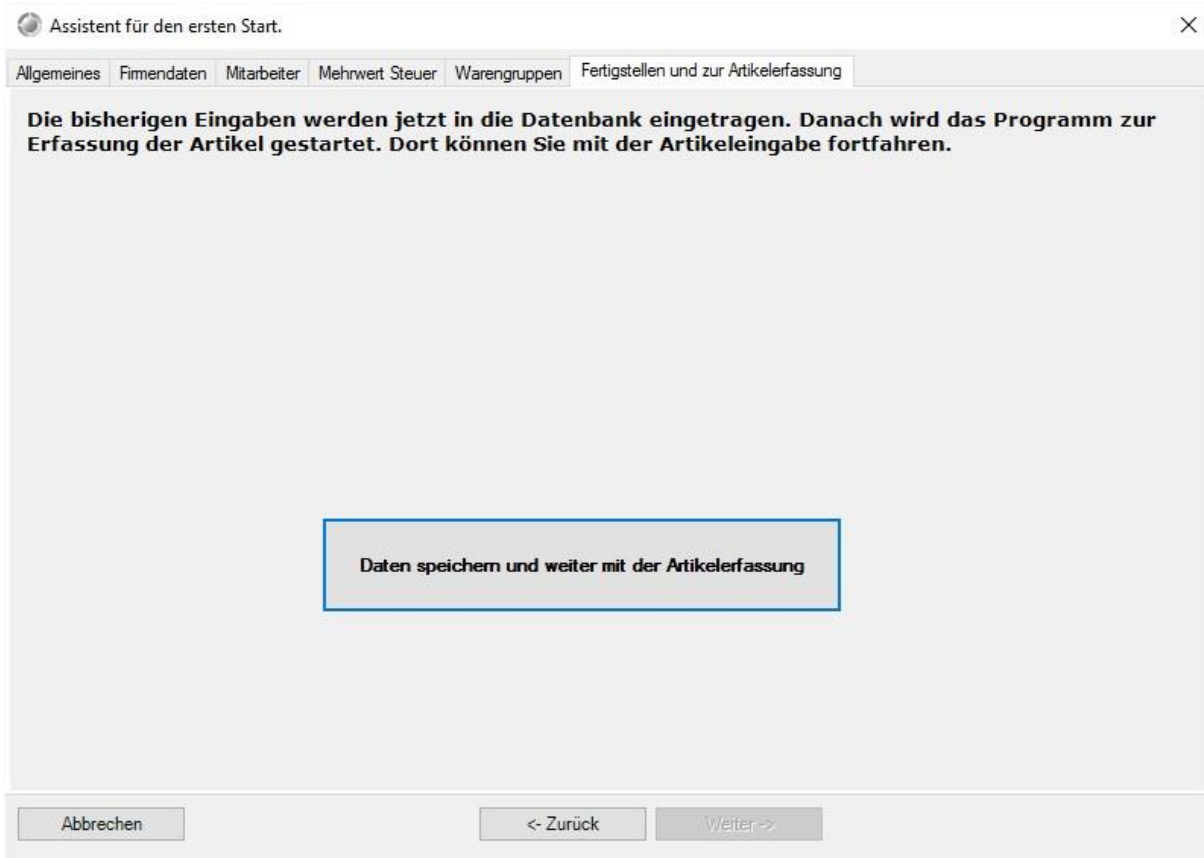 Assistent für den ersten Start.
Allgemeines Firmendaten Mitarbeiter Mehrwert Steuer Warengruppen Fertigstellen und zur Artikelerfassung
Die bisherigen Eingaben werden jetzt in die Datenbank eingetragen. Danach wird das Programm zur
Erfassung der Artikel gestartet. Dort können Sie mit der Artikeleingabe fortfahren.
Daten speichern und weiter mit der Artikelerfassung
Abbrechen <- Zurück Weiter ->